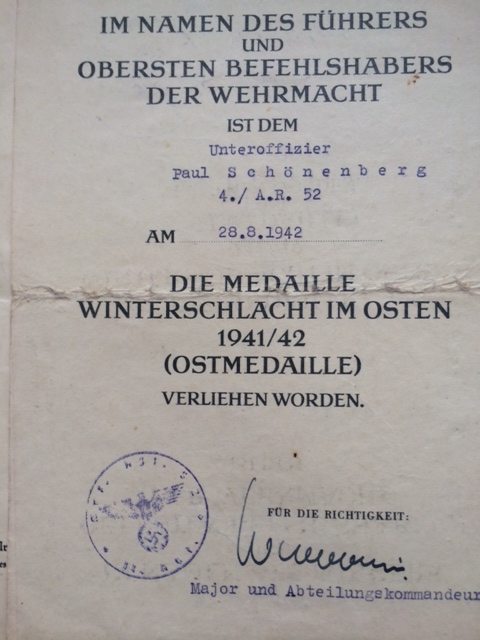 IM NAMEN DES FÜHRERS
UND
OBERSTEN BEFEHLSHABERS
DER WEHRMACHT
IST DEM
Unteroffizier
Paul Schönenberg
4./ A.R. 52
AM 28.8.1942
DIE MEDAILLE
WINTERSCHLACHT IM OSTEN
1941/42
(OSTMEDAILLE)
VERLIEHEN WORDEN.
FÜR DIE RICHTIGKEIT:
Major und Abteilungskommandeur